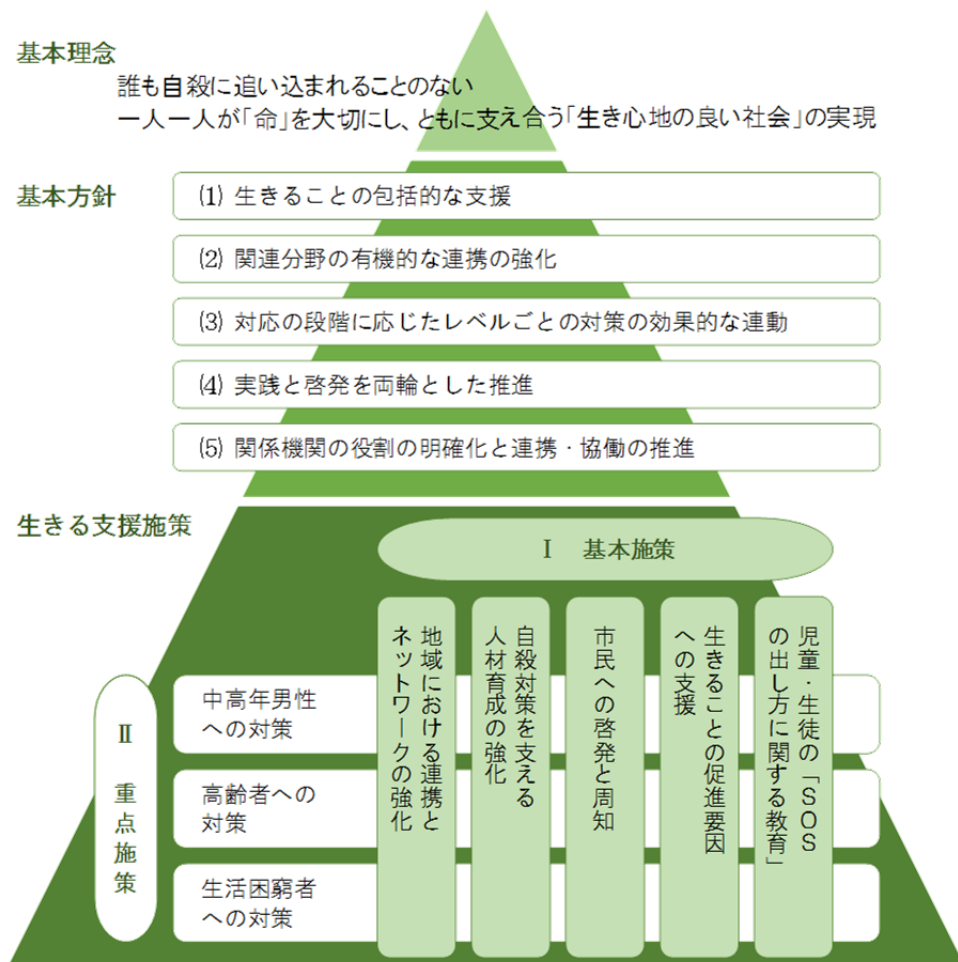 基本理念
誰も自殺に追い込まれることのない
一人一人が「命」を大切にし、ともに支え合う「生き心地の良い社会」の実現
基本方針
(1) 生きることの包括的な支援
(2) 関連分野の有機的な連携の強化
(3) 対応の段階に応じたレベルごとの対策の効果的な連動
(4) 実践と啓発を両輪とした推進
(5) 関係機関の役割の明確化と連携・協働の推進
生きる支援施策
Ⅰ 基本施策
地域における連携と
ネットワークの強化
自殺対策を支える
人材育成の強化
市民への啓発と周知
生きることの促進要因
への支援
児童・生徒の「SOS
の出し方に関する教育」
Ⅱ 重点施策
中高年男性
への対策
高齢者への
対策
生活困窮者
への対策